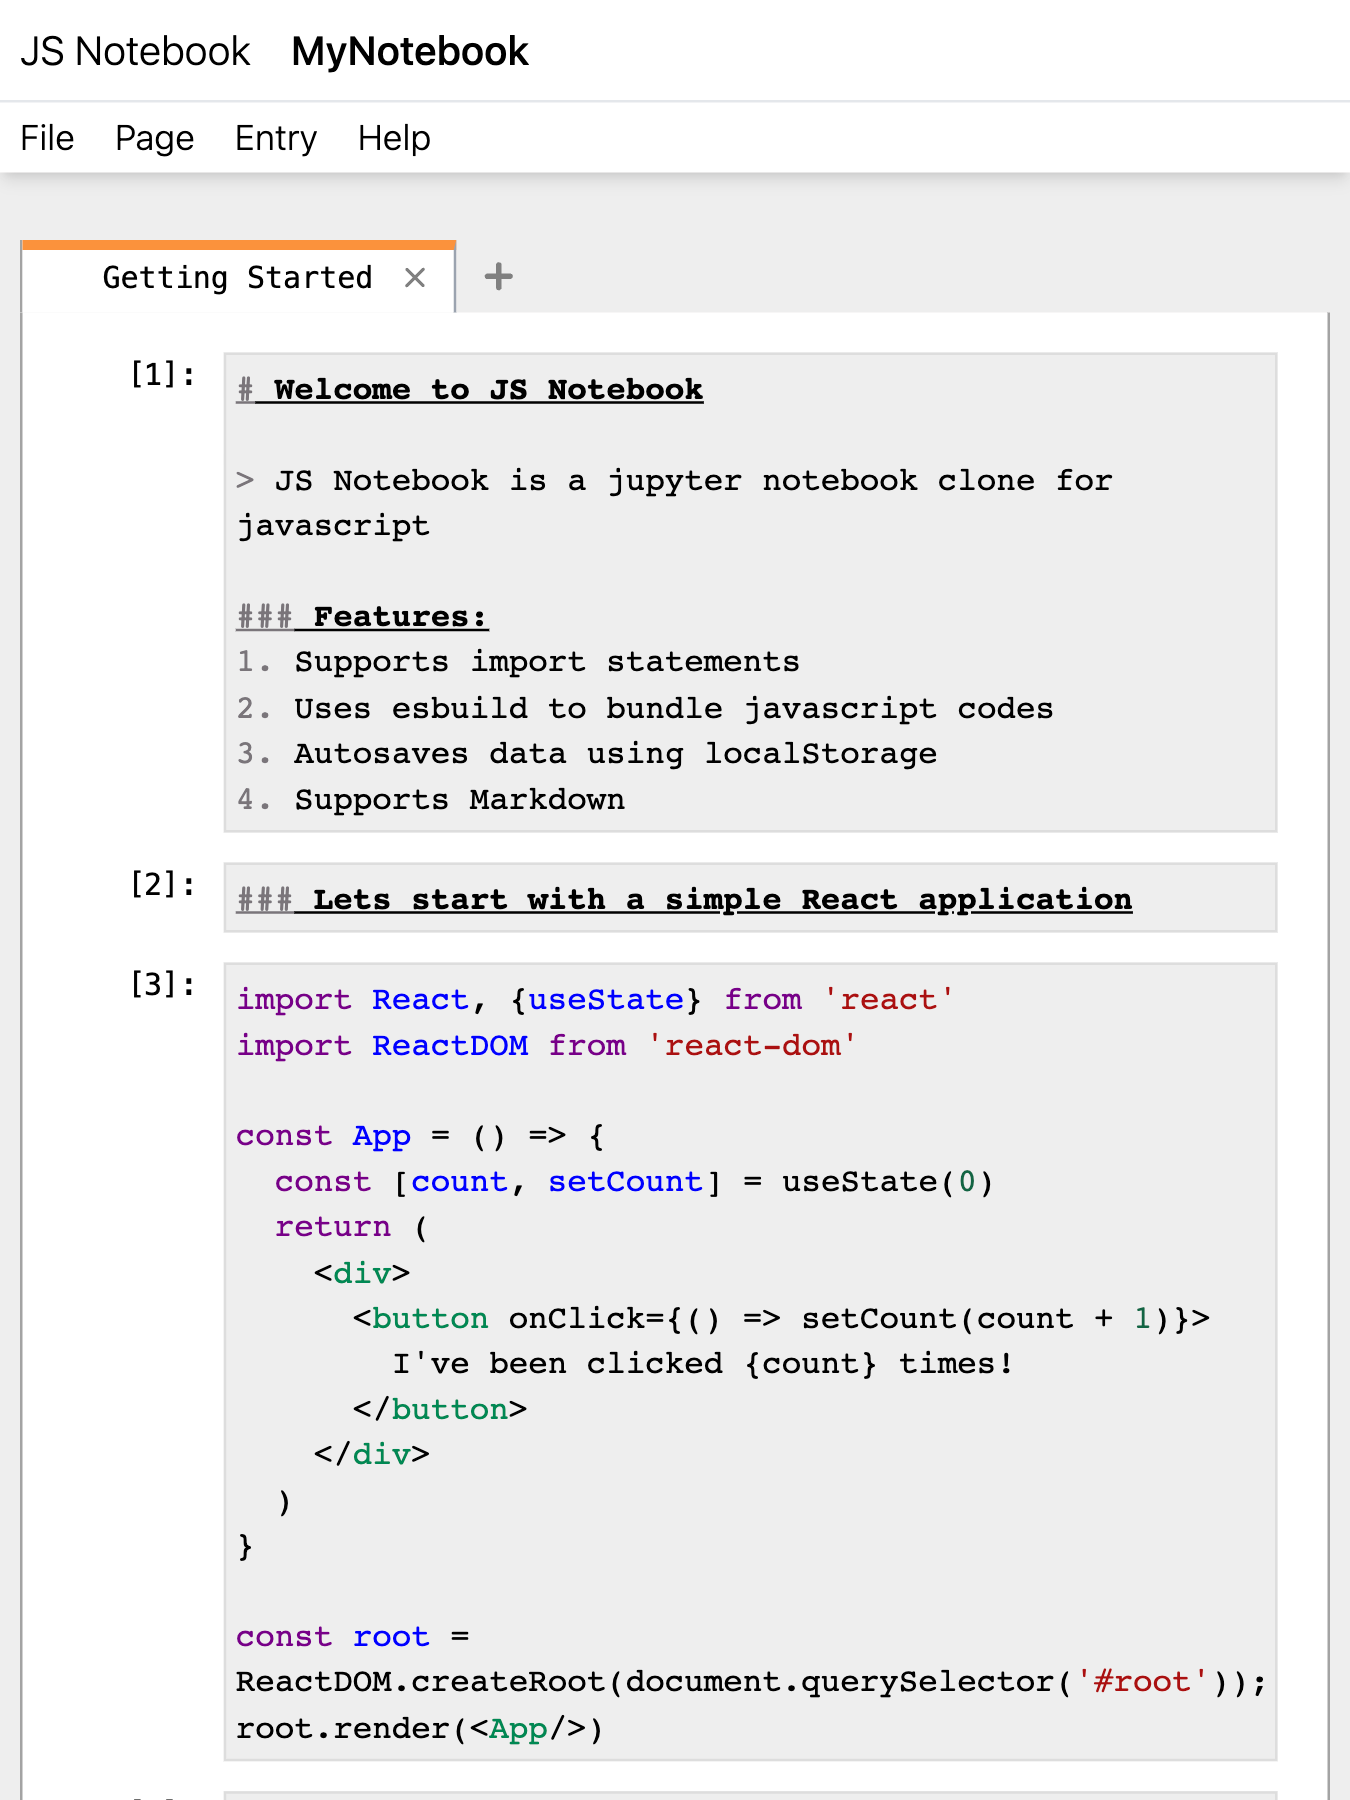 JS Notebook MyNotebook
File Page Entry Help
Getting Started × +
[1]:
# Welcome to JS Notebook
> JS Notebook is a jupyter notebook clone for
javascript
### Features:
1. Supports import statements
2. Uses esbuild to bundle javascript codes
3. Autosaves data using localStorage
4. Supports Markdown
[2]:
### Lets start with a simple React application
[3]:
import React, {useState} from 'react'
import ReactDOM from 'react-dom'
const App = () => {
  const [count, setCount] = useState(0)
  return (
    <div>
      <button onClick={() => setCount(count + 1)}>
        I've been clicked {count} times!
      </button>
    </div>
  )
}
const root =
ReactDOM.createRoot(document.querySelector('#root'));
root.render(<App/>)